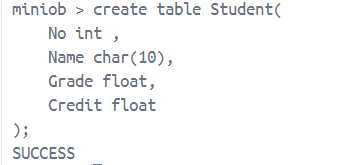 miniob > create table Student(
    No int ,
    Name char(10),
    Grade float,
    Credit float
);
SUCCESS